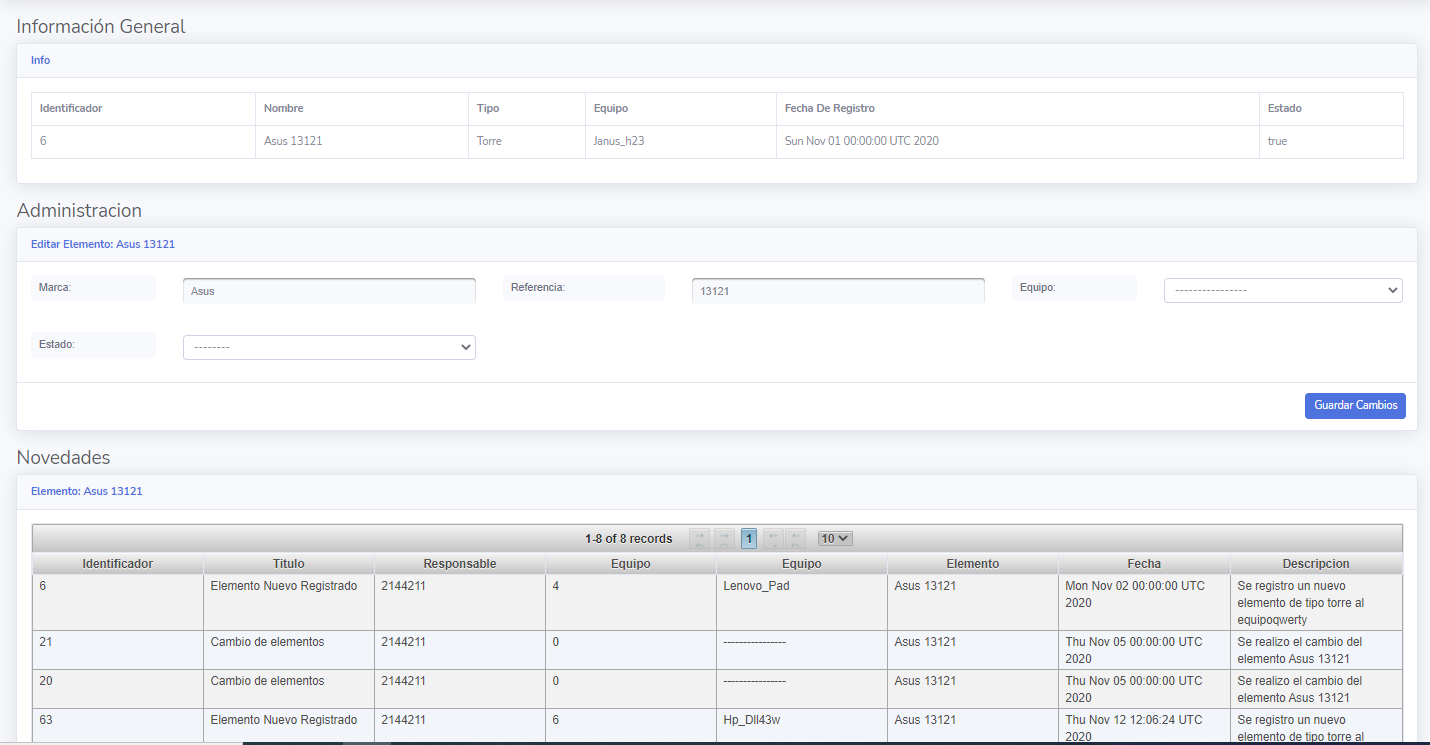 Información General
Info
Identificador Nombre Tipo Equipo Fecha De Registro Estado
6 Asus 13121 Torre Janus_h23 Sun Nov 01 00:00:00 UTC 2020 true
Administracion
Editar Elemento: Asus 13121
Marca: Asus Referencia: 13121 Equipo: ----------------
Estado: --------
Guardar Cambios
Novedades
Elemento: Asus 13121
1-8 of 8 records 1 10
Identificador Titulo Responsable Equipo Equipo Elemento Fecha Descripcion
6 Elemento Nuevo Registrado 2144211 4 Lenovo_Pad Asus 13121 Mon Nov 02 00:00:00 UTC Se registro un nuevo
2020 elemento de tipo torre al
equipoqwerty
21 Cambio de elementos 2144211 0 ---------------- Asus 13121 Thu Nov 05 00:00:00 UTC Se realizo el cambio del
2020 elemento Asus 13121
20 Cambio de elementos 2144211 0 ---------------- Asus 13121 Thu Nov 05 00:00:00 UTC Se realizo el cambio del
2020 elemento Asus 13121
63 Elemento Nuevo Registrado 2144211 6 Hp_Dll43w Asus 13121 Thu Nov 12 12:06:24 UTC Se registro un nuevo
2020 elemento de tipo torre al